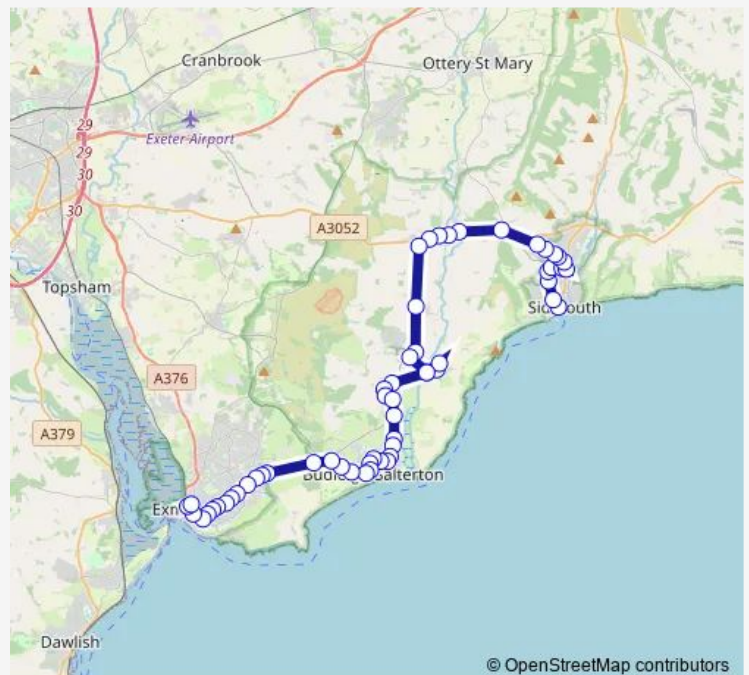 Cranbrook
Ottery St Mary
29
Exeter Airport
29
30
30
A3052
Topsham
Sidmouth
A376
A379
Budleigh Salterton
Exm
Dawlish
© OpenStreetMap contributors